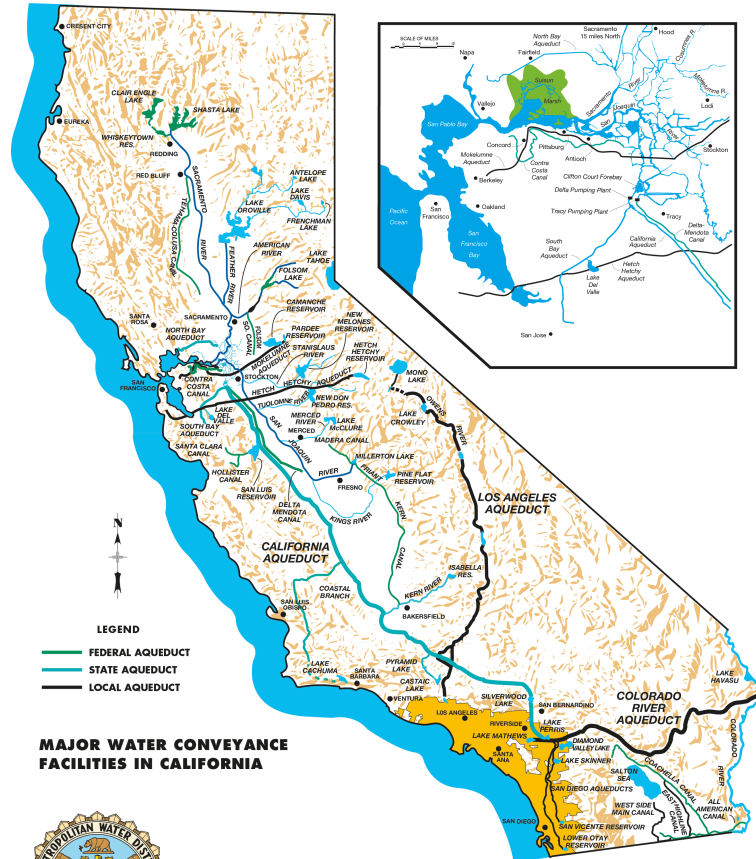 CRESENT CITY
CLAIR ENGLE
LAKE
SHASTA LAKE
EUREKA
WHISKEYTOWN
RES.
REDDING
RED BLUFF
SACRAMENTO
RIVER
TEHAMA-COLUSA CANAL
ANTELOPE
LAKE
LAKE
DAVIS
LAKE
OROVILLE
FRENCHMAN
LAKE
FEATHER RIVER
AMERICAN
RIVER
LAKE
TAHOE
FOLSOM
LAKE
CAMANCHE
RESERVOIR
SANTA
ROSA
SACRAMENTO
NORTH BAY
AQUEDUCT
FOLSOM
SO. CANAL
PARDEE
RESERVOIR
NEW
MELONES
RESERVOIR
STANISLAUS
RIVER
MOKELUMNE
AQUEDUCT
HETCH
HETCHY
RESERVOIR
STOCKTON
HETCH HETCHY AQUEDUCT
SAN
FRANCISCO
CONTRA
COSTA
CANAL
TUOLOMNE RIVER
NEW DON
PEDRO RES.
MONO
LAKE
LAKE
DEL
VALLE
SOUTH BAY
AQUEDUCT
SAN JOAQUIN RIVER
MERCED
RIVER
MERCED
LAKE
McCLURE
MADERA CANAL
LAKE
CROWLEY
OWENS
RIVER
SANTA CLARA
CANAL
HOLLISTER
CANAL
SAN LUIS
RESERVOIR
DELTA
MENDOTA
CANAL
MILLERTON LAKE
FRESNO
FRIANT
KERN
CANAL
PINE FLAT
RESERVOIR
KINGS RIVER
LOS ANGELES
AQUEDUCT
CALIFORNIA
AQUEDUCT
ISABELLA
RES.
KERN RIVER
BAKERSFIELD
COASTAL
BRANCH
SAN LUIS
OBISPO
N
LEGEND
FEDERAL AQUEDUCT
STATE AQUEDUCT
LOCAL AQUEDUCT
LAKE
CACHUMA
SANTA
BARBARA
VENTURA
PYRAMID
LAKE
CASTAIC
LAKE
LOS ANGELES
SILVERWOOD
LAKE
SAN BERNARDINO
RIVERSIDE
LAKE
PERRIS
LAKE MATHEWS
SANTA
ANA
DIAMOND
VALLEY LAKE
LAKE SKINNER
SAN DIEGO AQUEDUCTS
COLORADO
RIVER
AQUEDUCT
LAKE
HAVASU
COLORADO
RIVER
SALTON
SEA
COACHELLA CANAL
WEST SIDE
MAIN CANAL
EAST HIGHLINE
CANAL
ALL
AMERICAN
CANAL
SAN DIEGO
SAN VICENTE RESERVOIR
LOWER OTAY
RESERVOIR
MAJOR WATER CONVEYANCE
FACILITIES IN CALIFORNIA
SCALE OF MILES
Napa
Fairfield
North Bay
Aqueduct
Sacramento
15 miles North
Hood
Cosumnes R.
Mokelumne R.
Lodi
Suisun
Marsh
Sacramento
River
San
Joaquin
River
Vallejo
San Pablo Bay
Concord
Pittsburg
Antioch
Stockton
Mokelumne
Aqueduct
Contra
Costa
Canal
Clifton Court Forebay
Delta Pumping Plant
Berkeley
Oakland
San
Francisco
Pacific
Ocean
San
Francisco
Bay
Tracy Pumping Plant
Tracy
Delta-
Mendota
Canal
California
Aqueduct
South
Bay
Aqueduct
Hetch
Hetchy
Aqueduct
Lake
Del
Valle
San Jose